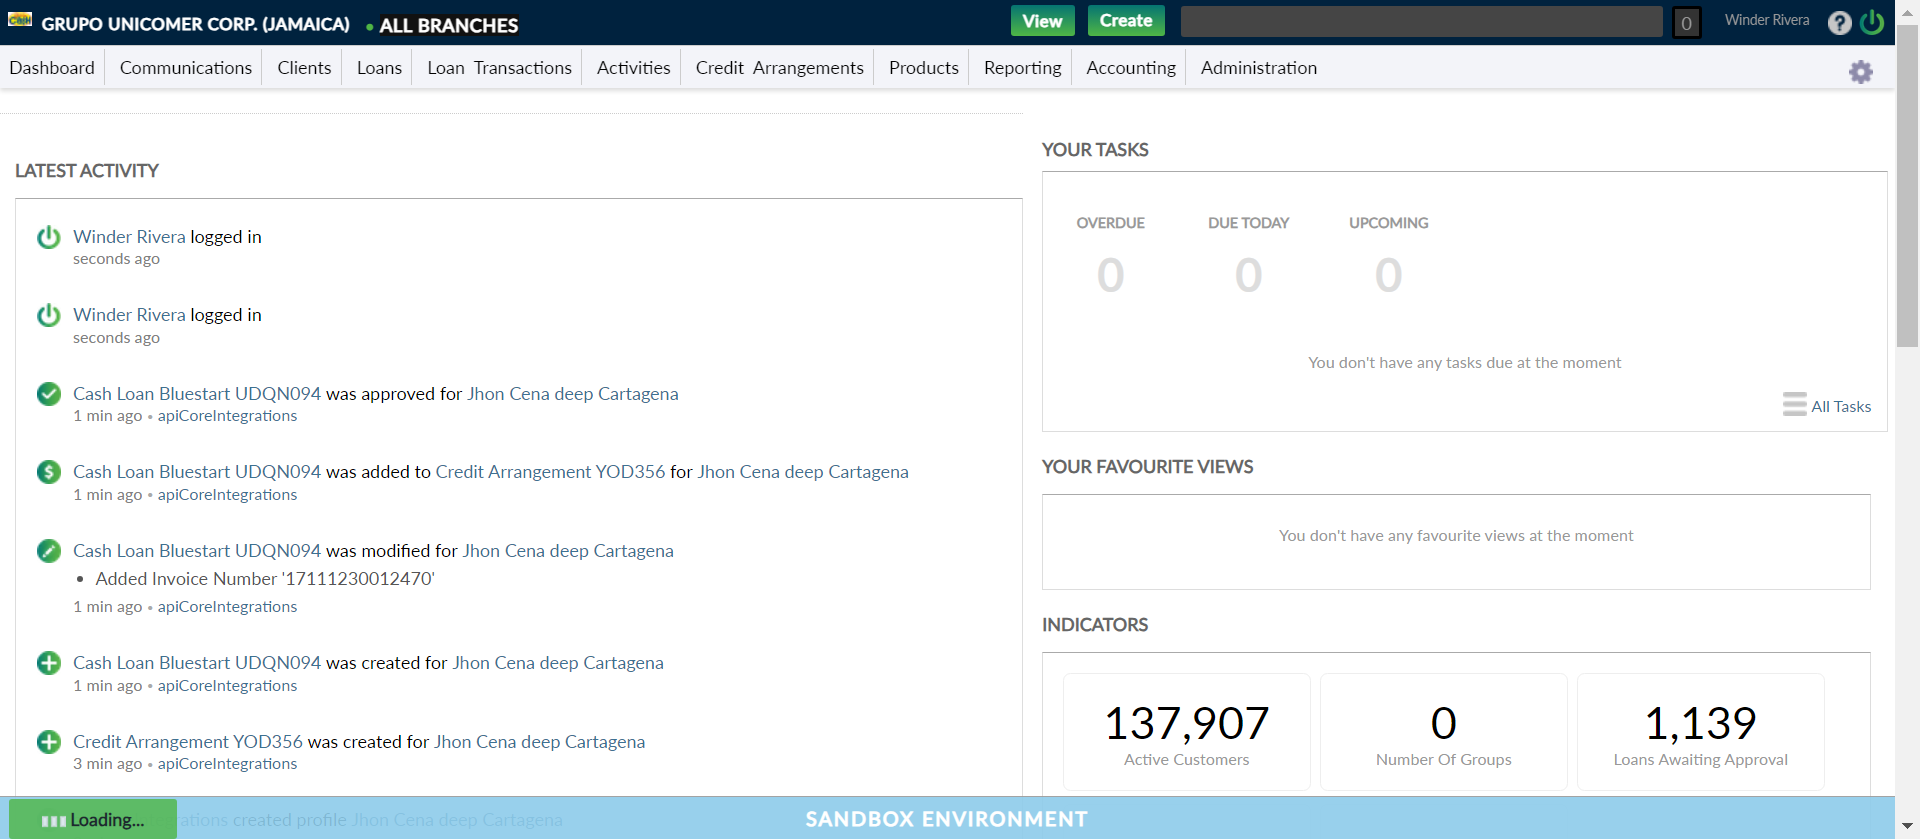 Cash GRUPO UNICOMER CORP. (JAMAICA) • ALL BRANCHES View Create 0 Winder Rivera ?
Dashboard Communications Clients Loans Loan Transactions Activities Credit Arrangements Products Reporting Accounting Administration
LATEST ACTIVITY
Winder Rivera logged in
seconds ago
Winder Rivera logged in
seconds ago
Cash Loan Bluestart UDQN094 was approved for Jhon Cena deep Cartagena
1 min ago • apiCoreIntegrations
Cash Loan Bluestart UDQN094 was added to Credit Arrangement YOD356 for Jhon Cena deep Cartagena
1 min ago • apiCoreIntegrations
Cash Loan Bluestart UDQN094 was modified for Jhon Cena deep Cartagena
• Added Invoice Number '17111230012470'
1 min ago • apiCoreIntegrations
Cash Loan Bluestart UDQN094 was created for Jhon Cena deep Cartagena
1 min ago • apiCoreIntegrations
Credit Arrangement YOD356 was created for Jhon Cena deep Cartagena
3 min ago • apiCoreIntegrations
created profile Jhon Cena deep Cartagena
YOUR TASKS
OVERDUE DUE TODAY UPCOMING
0 0 0
You don't have any tasks due at the moment
All Tasks
YOUR FAVOURITE VIEWS
You don't have any favourite views at the moment
INDICATORS
137,907 0 1,139
Active Customers Number Of Groups Loans Awaiting Approval
Loading...
SANDBOX ENVIRONMENT